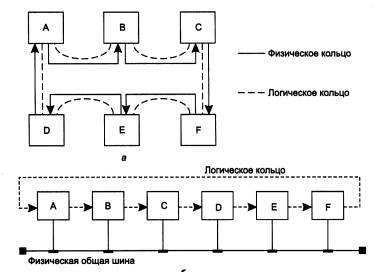 A B C
Физическое кольцо
Логическое кольцо
D E F
а
Логическое кольцо
A B C D E F
Физическая общая шина